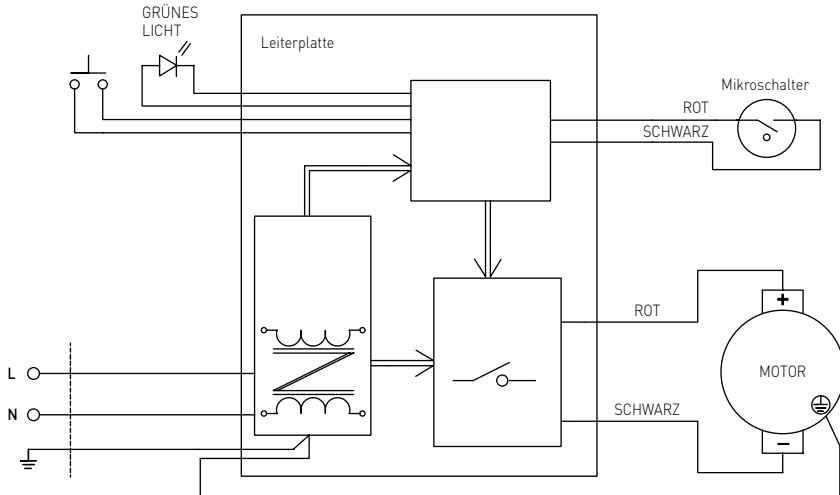 GRÜNES
LICHT
Leiterplatte
Mikroschalter
ROT
SCHWARZ
ROT
+
MOTOR
L
N
SCHWARZ
−